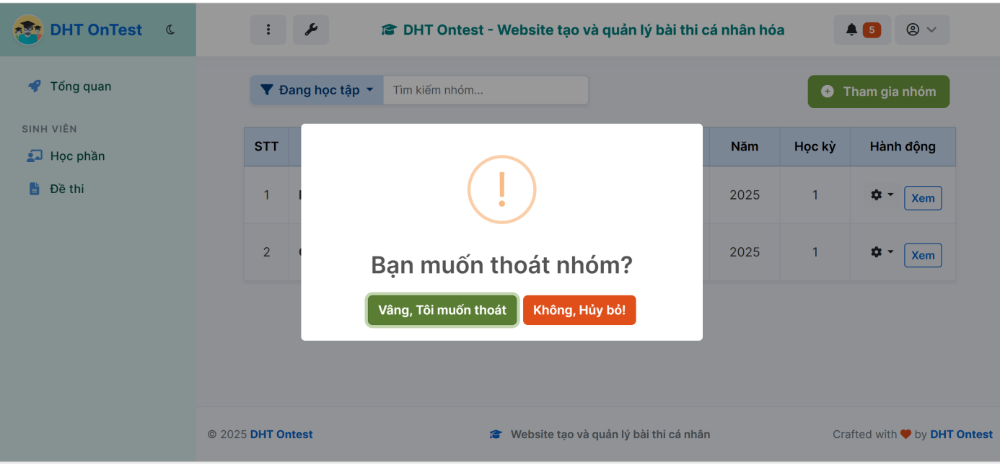 DHT OnTest
DHT Ontest - Website tạo và quản lý bài thi cá nhân hóa
5
Tổng quan
SINH VIÊN
Học phần
Đề thi
Đang học tập
Tìm kiếm nhóm...
Tham gia nhóm
STT Năm Học kỳ Hành động
1 2025 1 Xem
2 2025 1 Xem
!
Bạn muốn thoát nhóm?
Vâng, Tôi muốn thoát
Không, Hủy bỏ!
© 2025 DHT Ontest
Website tạo và quản lý bài thi cá nhân
Crafted with by DHT Ontest